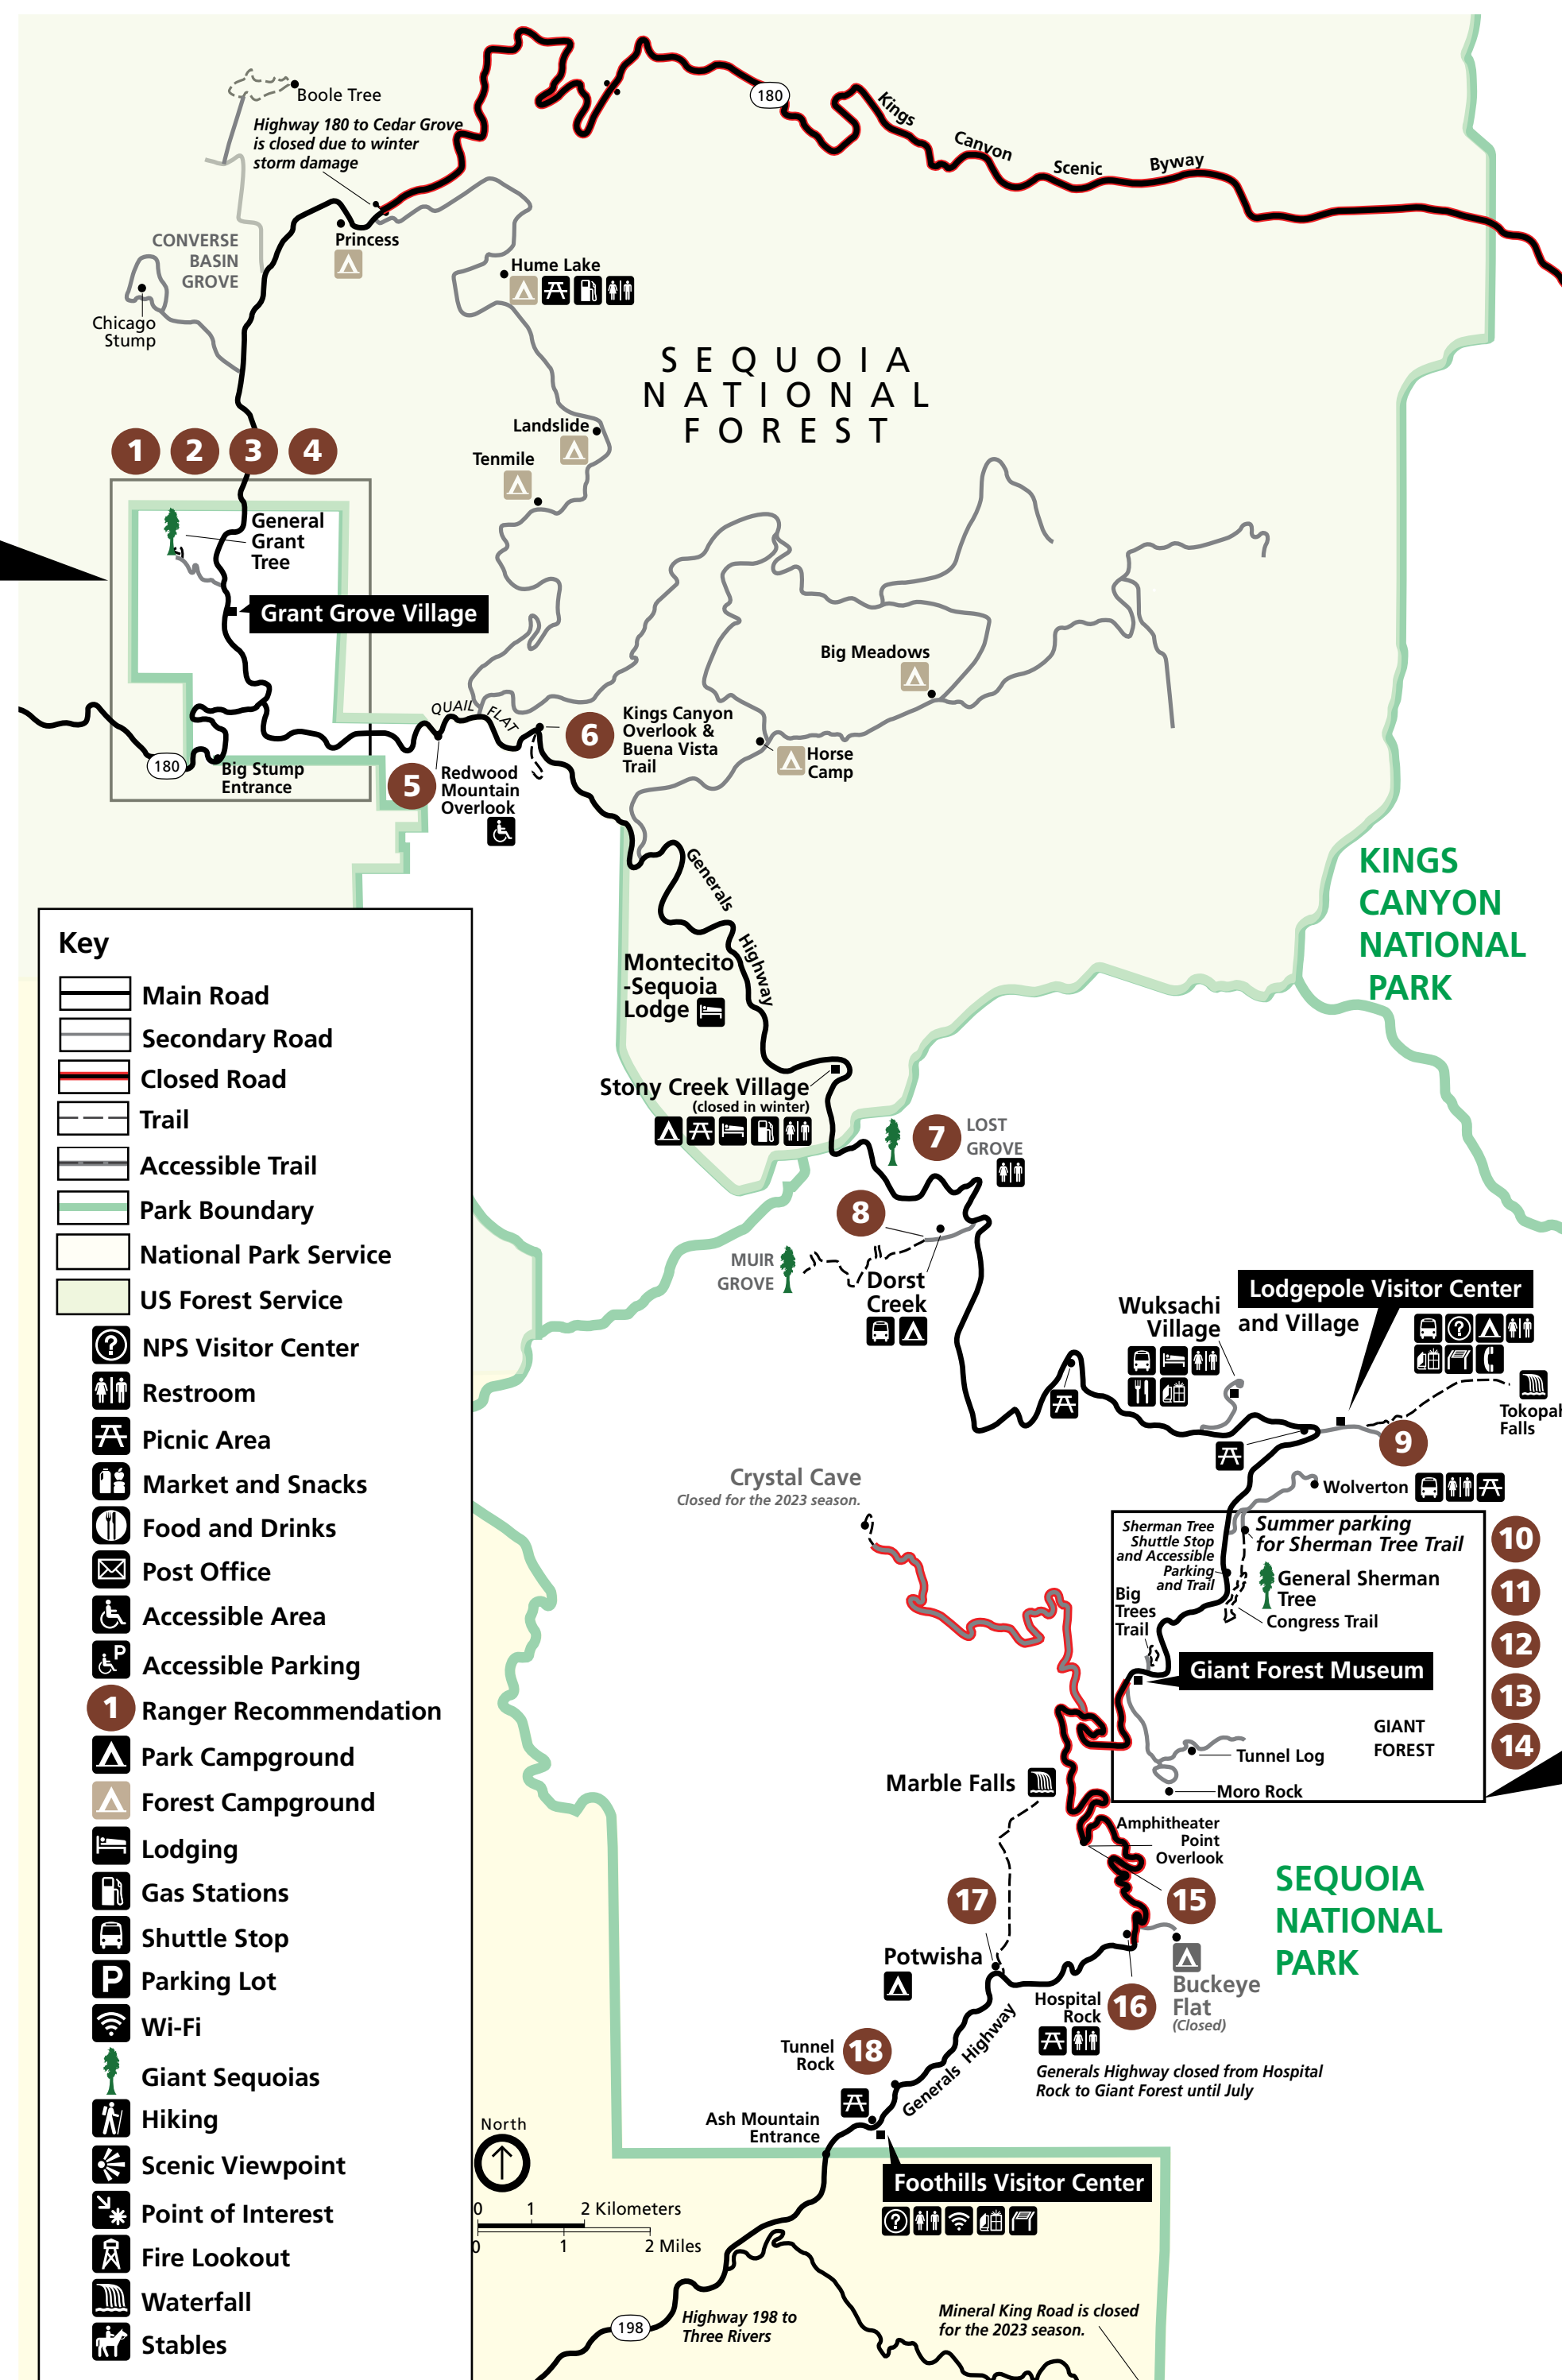 Boole Tree
Highway 180 to Cedar Grove
is closed due to winter
storm damage
180
Kings
Canyon
Scenic
Byway
CONVERSE
BASIN
GROVE
Princess
Hume Lake
Chicago
Stump
SEQUOIA
NATIONAL
FOREST
1 2 3 4
Landslide
Tenmile
General
Grant
Tree
Grant Grove Village
Big Meadows
QUAIL FLAT
6
Kings Canyon
Overlook &
Buena Vista
Trail
Horse
Camp
180
Big Stump
Entrance
5
Redwood
Mountain
Overlook
Generals
Highway
KINGS
CANYON
NATIONAL
PARK
Montecito
-Sequoia
Lodge
Stony Creek Village
(closed in winter)
7
LOST
GROVE
8
MUIR
GROVE
Dorst
Creek
Wuksachi
Village
Lodgepole Visitor Center
and Village
Tokopah
Falls
9
Wolverton
Crystal Cave
Closed for the 2023 season.
Sherman Tree
Shuttle Stop
and Accessible
Parking
and Trail
Summer parking
for Sherman Tree Trail
General Sherman
Tree
Congress Trail
Big
Trees
Trail
Giant Forest Museum
GIANT
FOREST
Tunnel Log
Moro Rock
10
11
12
13
14
Marble Falls
Amphitheater
Point
Overlook
15
17
SEQUOIA
NATIONAL
PARK
Potwisha
Buckeye
Flat
(Closed)
Hospital
Rock
16
Generals Highway closed from Hospital
Rock to Giant Forest until July
Tunnel
Rock
18
Generals Highway
Ash Mountain
Entrance
Foothills Visitor Center
North
0 1 2 Kilometers
0 1 2 Miles
198
Highway 198 to
Three Rivers
Mineral King Road is closed
for the 2023 season.
Key
Main Road
Secondary Road
Closed Road
Trail
Accessible Trail
Park Boundary
National Park Service
US Forest Service
? NPS Visitor Center
Restroom
Picnic Area
Market and Snacks
Food and Drinks
Post Office
Accessible Area
P Accessible Parking
1 Ranger Recommendation
Park Campground
Forest Campground
Lodging
Gas Stations
Shuttle Stop
P Parking Lot
Wi-Fi
Giant Sequoias
Hiking
Scenic Viewpoint
Point of Interest
Fire Lookout
Waterfall
Stables